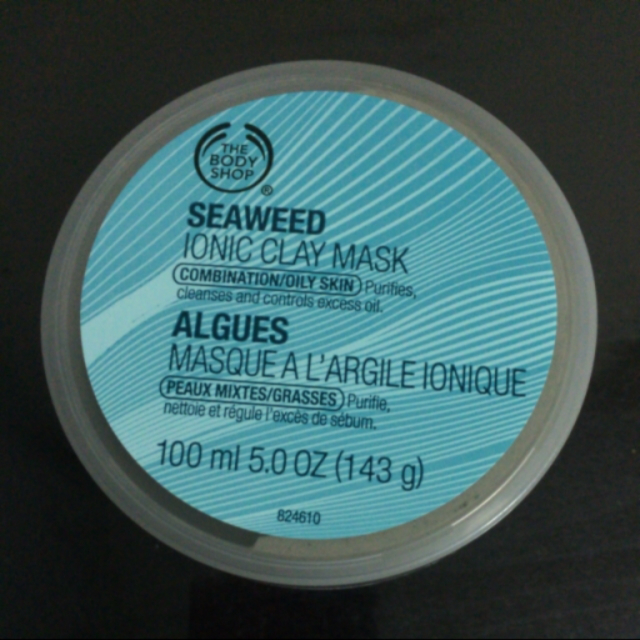 THE
BODY
SHOP
®
SEAWEED
IONIC CLAY MASK
COMBINATION/OILY SKIN Purifies,
cleanses and controls excess oil.
ALGUES
MASQUE A L'ARGILE IONIQUE
PEAUX MIXTES/GRASSES Purifie,
nettoie et régule l'excès de sébum.
100 ml 5.0 OZ (143 g)
824610